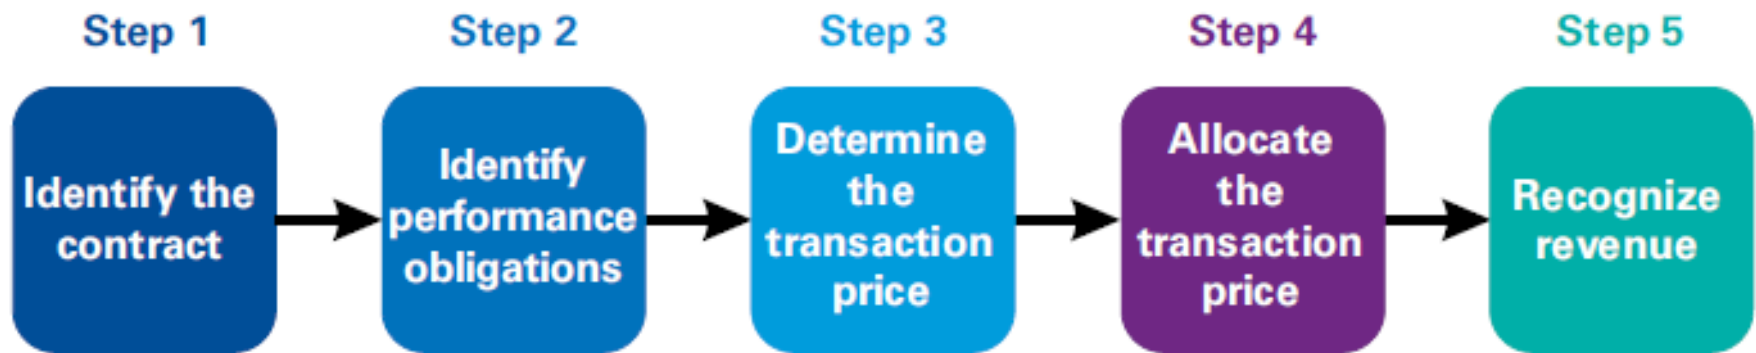 Step 1
Step 2
Step 3
Step 4
Step 5
Identify the
contract
Identify
performance
obligations
Determine
the
transaction
price
Allocate
the
transaction
price
Recognize
revenue